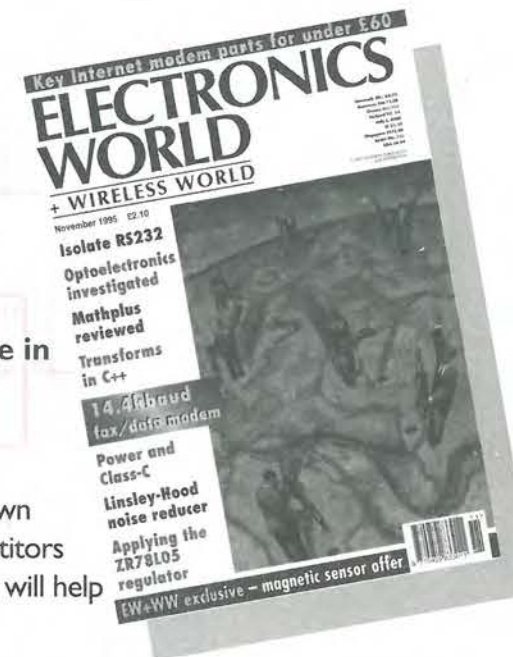 Key Internet modem parts for under £60
ELECTRONICS
WORLD
+ WIRELESS WORLD
November 1995 £2.10
Isolate RS232
Optoelectronics
investigated
Mathplus
reviewed
Transforms
in C++
14.4kbaud
fax/data modem
Power and
Class-C
Linsley-Hood
noise reducer
Applying the
ZR78L05
regulator
EW+WW exclusive – magnetic sensor offer
e in
wn
titors
will help